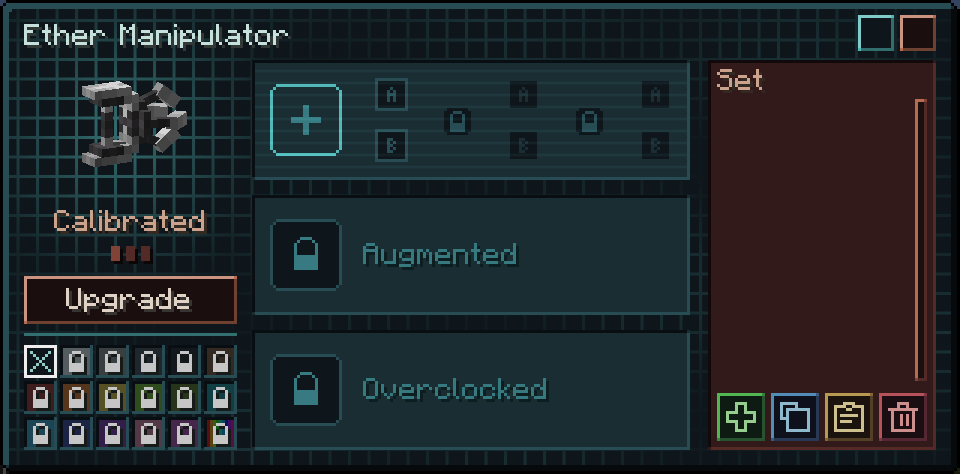 Ether Manipulator
Set
A
A
A
B
B
B
Calibrated
Upgrade
Augmented
Overclocked